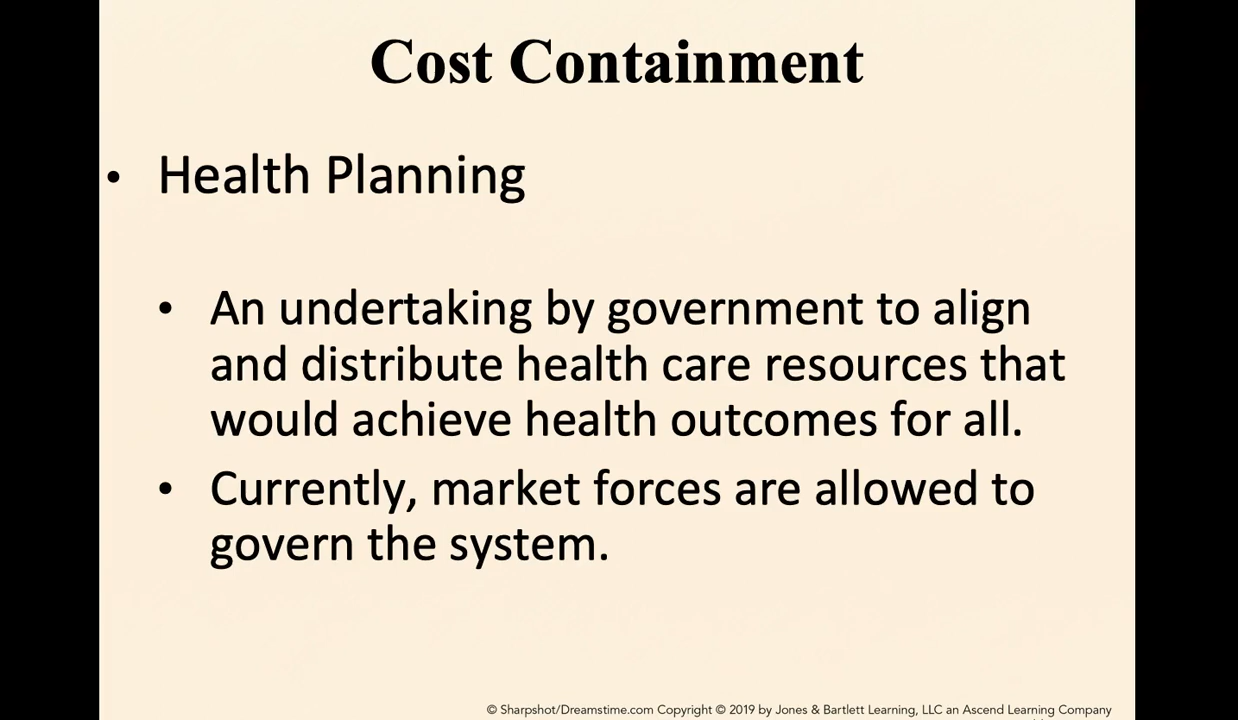 Cost Containment
• Health Planning
• An undertaking by government to align
and distribute health care resources that
would achieve health outcomes for all.
• Currently, market forces are allowed to
govern the system.
© Sharpshot/Dreamstime.com Copyright © 2019 by Jones & Bartlett Learning, LLC an Ascend Learning Company